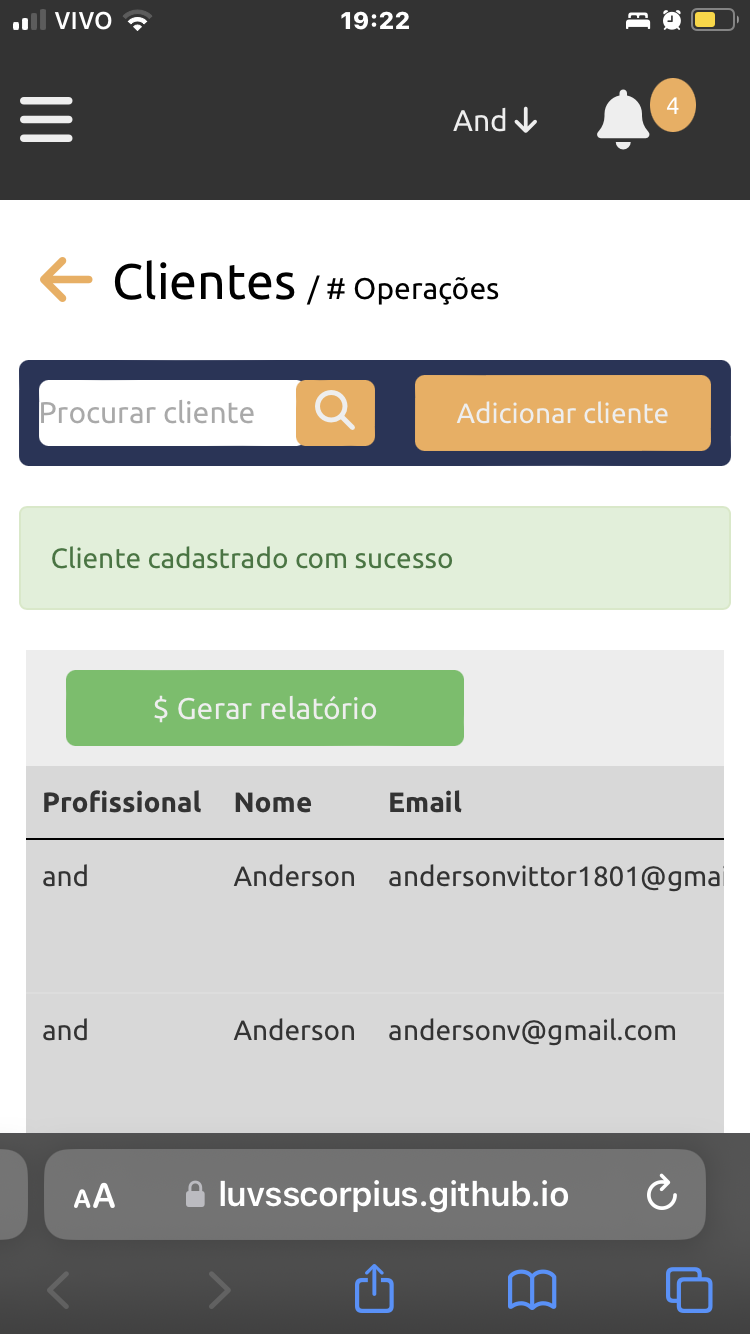 VIVO 19:22
And 4
Clientes / # Operações
Procurar cliente Adicionar cliente
Cliente cadastrado com sucesso
$ Gerar relatório
Profissional Nome Email
and Anderson andersonvittor1801@gmai
and Anderson andersonv@gmail.com
AA luvsscorpius.github.io